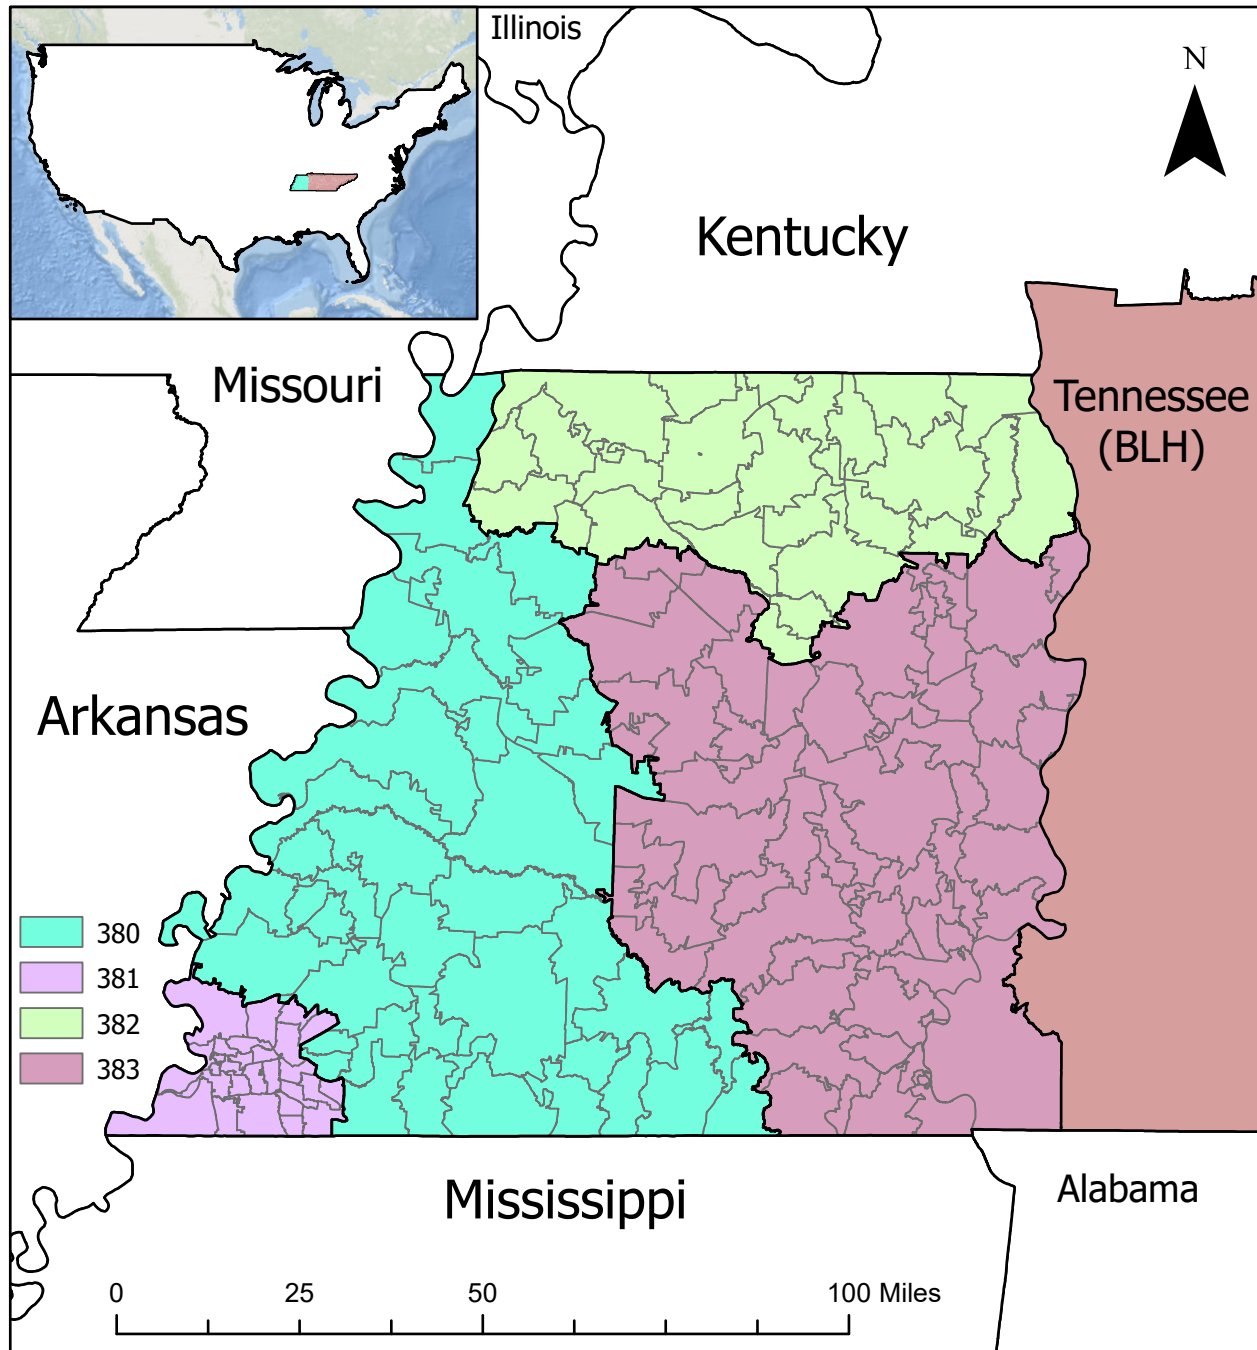 Illinois
N
Kentucky
Missouri
Tennessee
(BLH)
Arkansas
380
381
382
383
Mississippi
Alabama
0 25 50 100 Miles